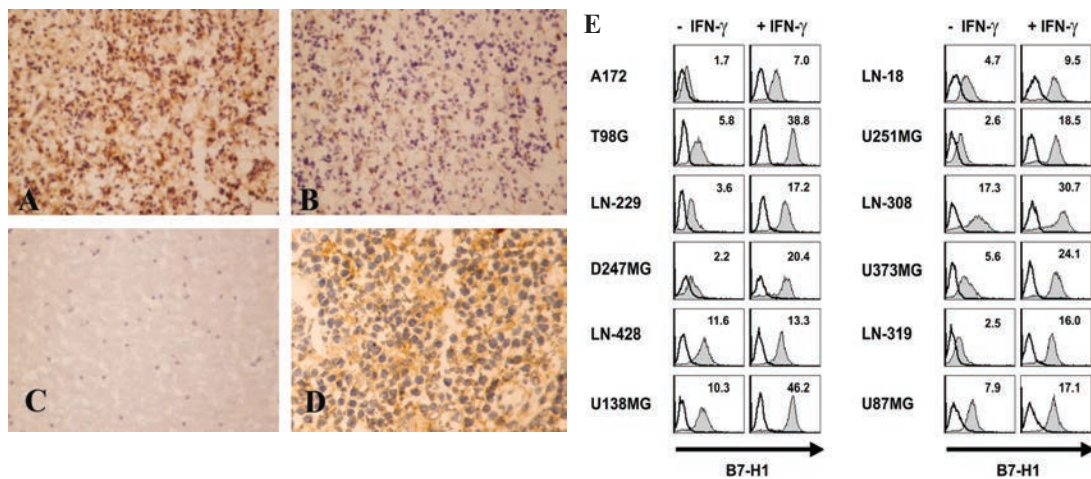 A
B
C
D
E
- IFN-γ + IFN-γ
A172 1.7 7.0
T98G 5.8 38.8
LN-229 3.6 17.2
D247MG 2.2 20.4
LN-428 11.6 13.3
U138MG 10.3 46.2
B7-H1
- IFN-γ + IFN-γ
LN-18 4.7 9.5
U251MG 2.6 18.5
LN-308 17.3 30.7
U373MG 5.6 24.1
LN-319 2.5 16.0
U87MG 7.9 17.1
B7-H1